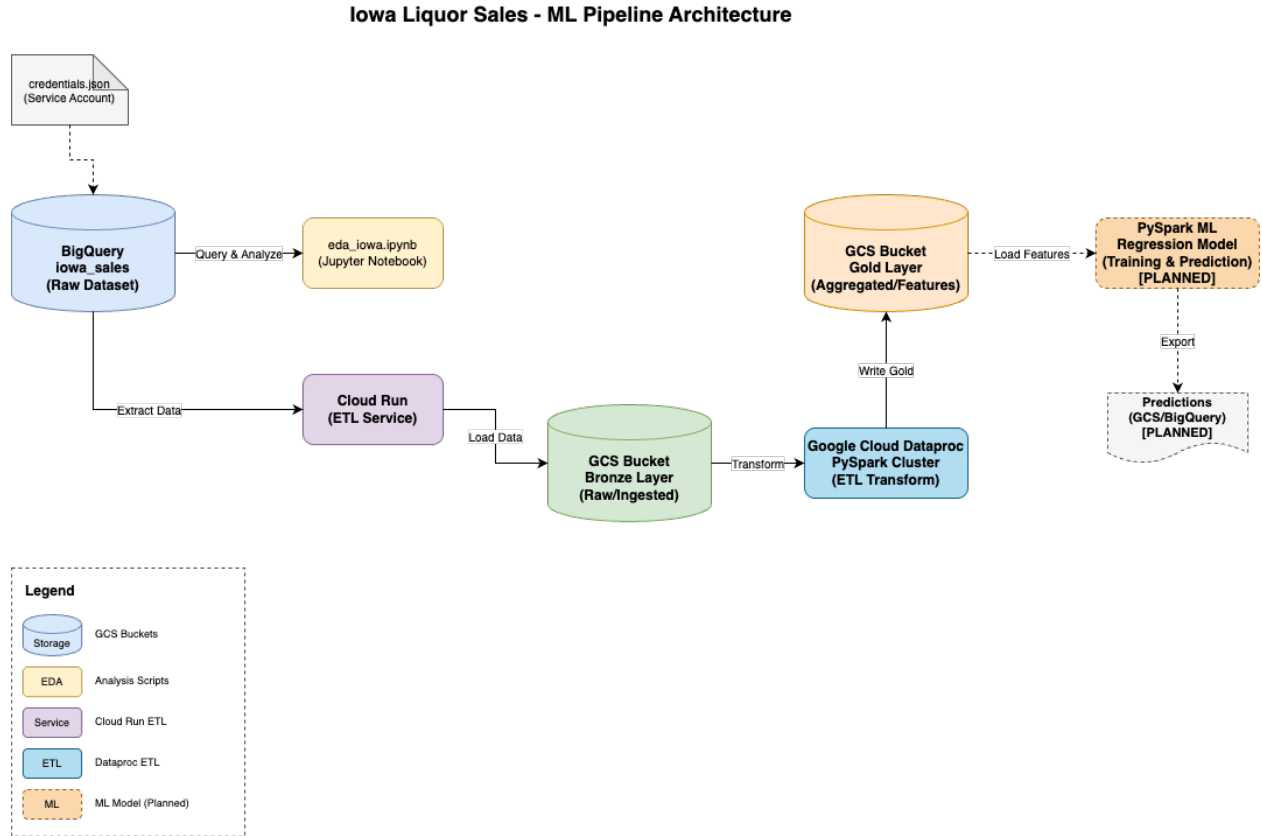 Iowa Liquor Sales - ML Pipeline Architecture
credentials.json
(Service Account)
BigQuery
iowa_sales
(Raw Dataset)
Query & Analyze
eda_iowa.ipynb
(Jupyter Notebook)
GCS Bucket
Gold Layer
(Aggregated/Features)
Load Features
PySpark ML
Regression Model
(Training & Prediction)
[PLANNED]
Export
Write Gold
Predictions
(GCS/BigQuery)
[PLANNED]
Extract Data
Cloud Run
(ETL Service)
Load Data
GCS Bucket
Bronze Layer
(Raw/Ingested)
Transform
Google Cloud Dataproc
PySpark Cluster
(ETL Transform)
Legend
Storage
GCS Buckets
EDA
Analysis Scripts
Service
Cloud Run ETL
ETL
Dataproc ETL
ML
ML Model (Planned)